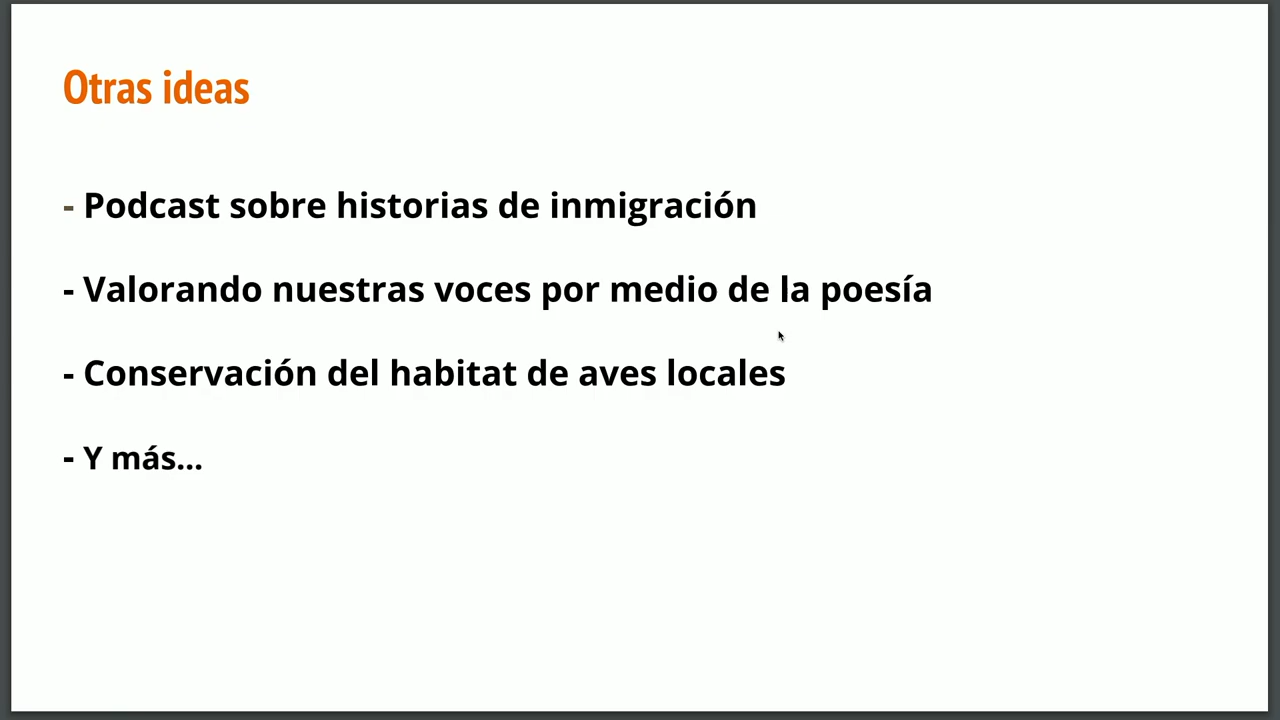 Otras ideas
- Podcast sobre historias de inmigración
- Valorando nuestras voces por medio de la poesía
- Conservación del habitat de aves locales
- Y más...